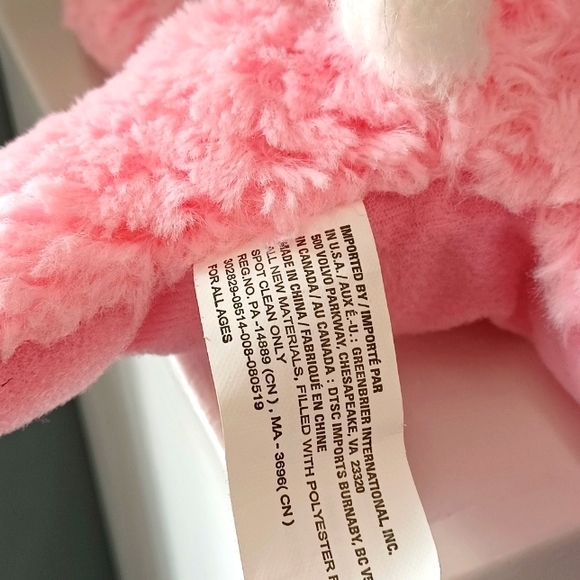 IMPORTED BY / IMPORTÉ PAR
IN U.S.A. / AUX É.-U.: GREENBRIER INTERNATIONAL, INC.
500 VOLVO PARKWAY, CHESAPEAKE, VA 23320
IN CANADA / AU CANADA : DTSC IMPORTS BURNABY, BC
MADE IN CHINA / FABRIQUÉ EN CHINE
ALL NEW MATERIALS, FILLED WITH POLYESTER
SPOT CLEAN ONLY
REG.NO. PA -14889 (CN) , MA - 3696( CN )
302629-08514-008-080519
FOR ALL AGES